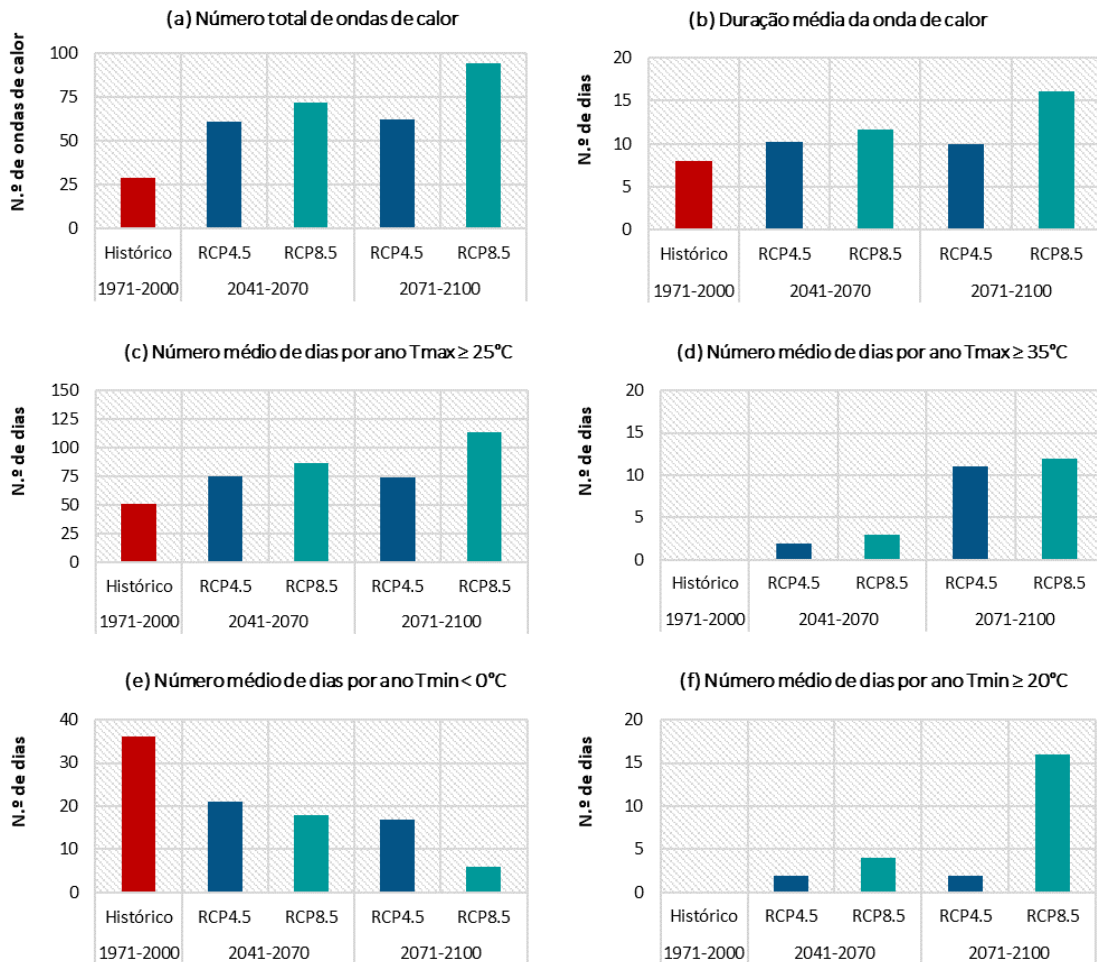 (a) Número total de ondas de calor
N.º de ondas de calor
100
75
50
25
0
Histórico RCP4.5 RCP8.5 RCP4.5 RCP8.5
1971-2000 2041-2070 2071-2100
(b) Duração média da onda de calor
N.º de dias
20
15
10
5
0
Histórico RCP4.5 RCP8.5 RCP4.5 RCP8.5
1971-2000 2041-2070 2071-2100
(c) Número médio de dias por ano Tmax ≥ 25°C
N.º de dias
150
125
100
75
50
25
0
Histórico RCP4.5 RCP8.5 RCP4.5 RCP8.5
1971-2000 2041-2070 2071-2100
(d) Número médio de dias por ano Tmax ≥ 35°C
N.º de dias
20
15
10
5
0
Histórico RCP4.5 RCP8.5 RCP4.5 RCP8.5
1971-2000 2041-2070 2071-2100
(e) Número médio de dias por ano Tmin < 0°C
N.º de dias
40
30
20
10
0
Histórico RCP4.5 RCP8.5 RCP4.5 RCP8.5
1971-2000 2041-2070 2071-2100
(f) Número médio de dias por ano Tmin ≥ 20°C
N.º de dias
20
15
10
5
0
Histórico RCP4.5 RCP8.5 RCP4.5 RCP8.5
1971-2000 2041-2070 2071-2100